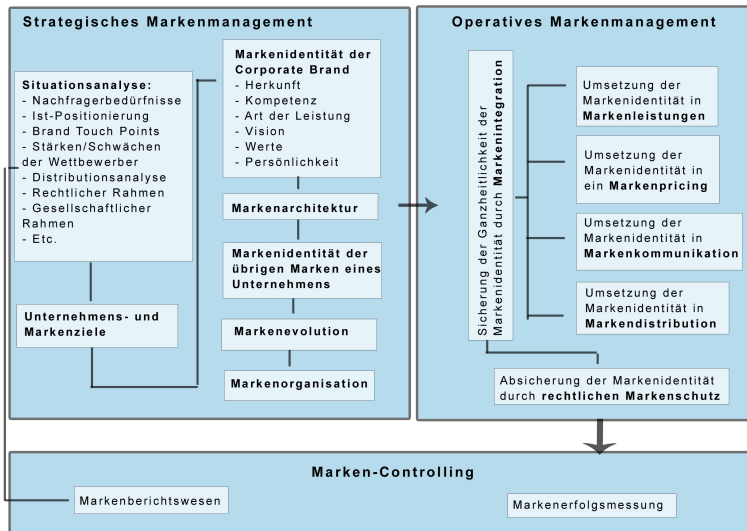 Strategisches Markenmanagement
Situationsanalyse:
- Nachfragerbedürfnisse
- Ist-Positionierung
- Brand Touch Points
- Stärken/Schwächen
der Wettbewerber
- Distributionsanalyse
- Rechtlicher Rahmen
- Gesellschaftlicher
Rahmen
- Etc.
Unternehmens- und
Markenziele
Markenidentität der
Corporate Brand
- Herkunft
- Kompetenz
- Art der Leistung
- Vision
- Werte
- Persönlichkeit
Markenarchitektur
Markenidentität der
übrigen Marken eines
Unternehmens
Markenevolution
Markenorganisation
Operatives Markenmanagement
Sicherung der Ganzheitlichkeit der
Markenidentität durch Markenintegration
Umsetzung der
Markenidentität in
Markenleistungen
Umsetzung der
Markenidentität in
ein Markenpricing
Umsetzung der
Markenidentität in
Markenkommunikation
Umsetzung der
Markenidentität in
Markendistribution
Absicherung der Markenidentität
durch rechtlichen Markenschutz
Marken-Controlling
Markenberichtswesen
Markenerfolgsmessung